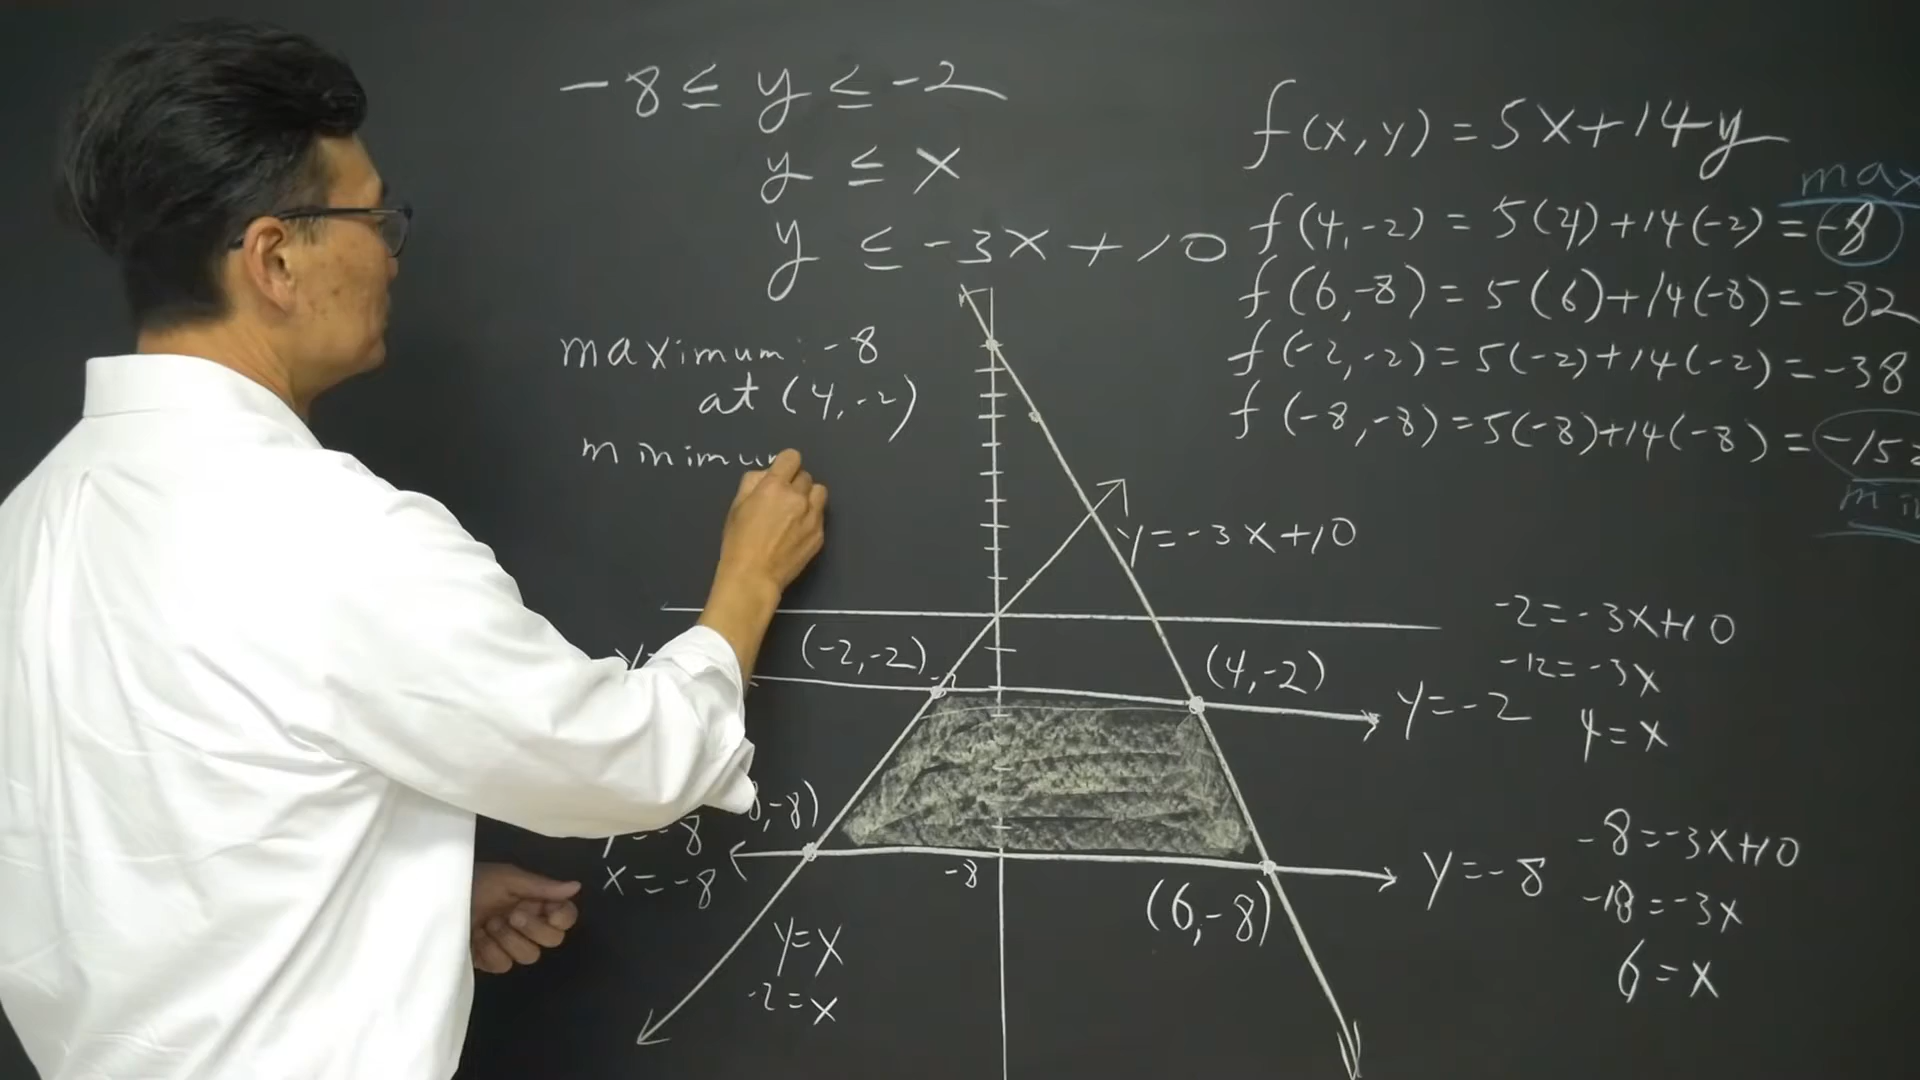 -8 ≤ y ≤ -2
y ≤ x
y ≤ -3x + 10
maximum: -8
at (4, -2)
f(x, y) = 5x + 14y
max
f(4, -2) = 5(4) + 14(-2) = -8
f(6, -8) = 5(6) + 14(-8) = -82
f(-2, -2) = 5(-2) + 14(-2) = -38
f(-8, -8) = 5(-8) + 14(-8) = -152
y = -3x + 10
(-2, -2)
(4, -2)
y = -2
-2 = -3x + 10
-12 = -3x
4 = x
, -8)
x = -8
-8
(6, -8)
y = -8
y = x
-2 = x
-8 = -3x + 10
-18 = -3x
6 = x